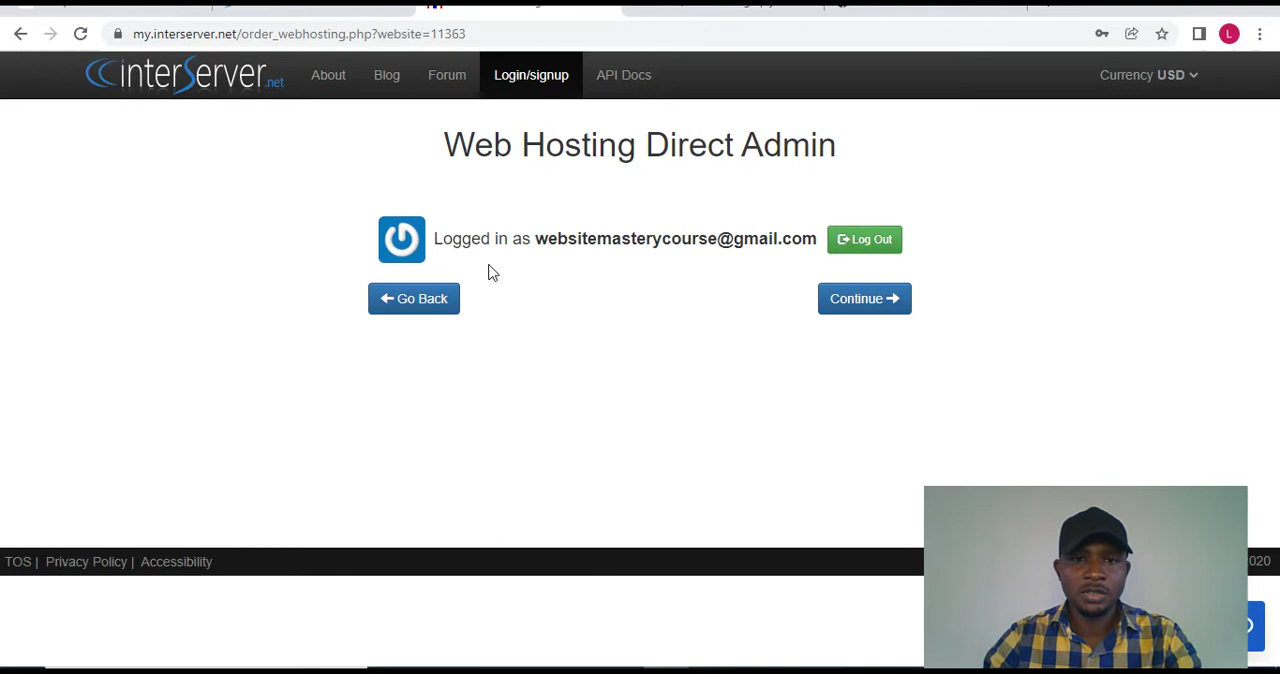 my.interserver.net/order_webhosting.php?website=11363
L
interServer.net
About
Blog
Forum
Login/signup
API Docs
Currency USD
Web Hosting Direct Admin
Logged in as websitemasterycourse@gmail.com
Log Out
Go Back
Continue
TOS | Privacy Policy | Accessibility
020